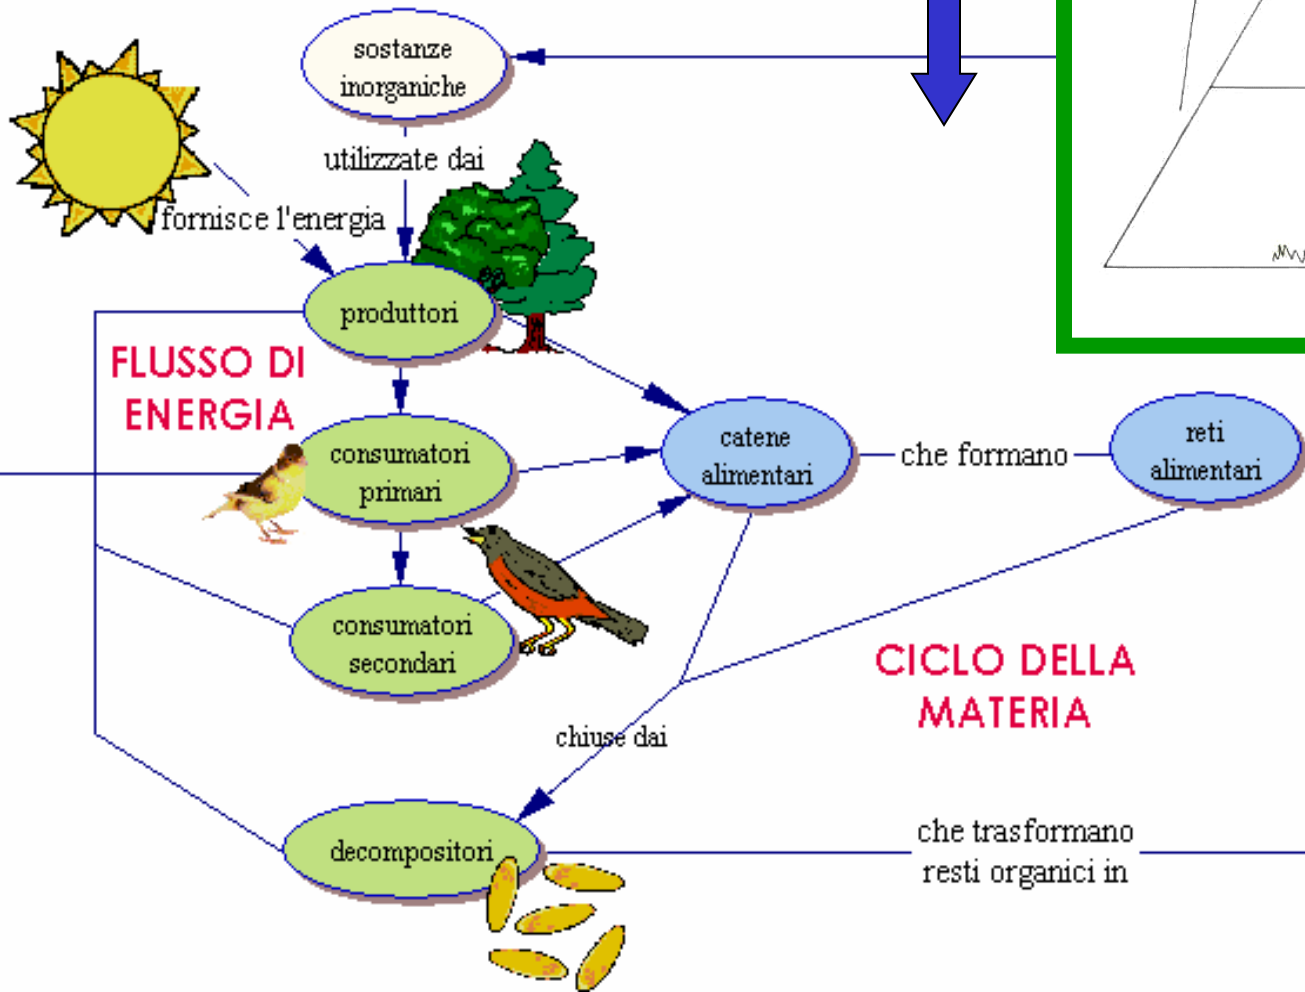 sostanze
inorganiche
utilizzate dai
fornisce l'energia
produttori
FLUSSO DI
ENERGIA
consumatori
primari
catene
alimentari
che formano
reti
alimentari
consumatori
secondari
CICLO DELLA
MATERIA
chiuse dai
decompositori
che trasformano
resti organici in